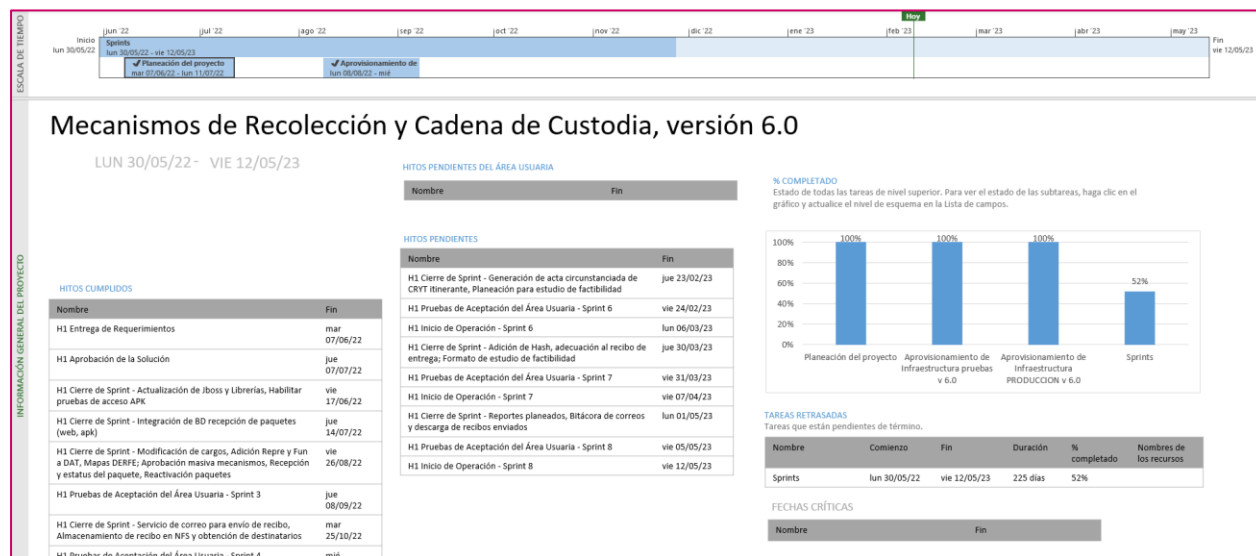 ESCALA DE TIEMPO
Hoy
jun '22 jul '22 ago '22 sep '22 oct '22 nov '22 dic '22 ene '23 feb '23 mar '23 abr '23 may '23
Inicio
lun 30/05/22
Sprints
lun 30/05/22 - vie 12/05/23
Fin
vie 12/05/23
✔ Planeación del proyecto
mar 07/06/22 - lun 11/07/22
✔ Aprovisionamiento de
lun 08/08/22 - mié
INFORMACIÓN GENERAL DEL PROYECTO
Mecanismos de Recolección y Cadena de Custodia, versión 6.0
LUN 30/05/22 - VIE 12/05/23
HITOS CUMPLIDOS
Nombre Fin
H1 Entrega de Requerimientos mar
07/06/22
H1 Aprobación de la Solución jue
07/07/22
H1 Cierre de Sprint - Actualización de Jboss y Librerías, Habilitar vie
pruebas de acceso APK 17/06/22
H1 Cierre de Sprint - Integración de BD recepción de paquetes jue
(web, apk) 14/07/22
H1 Cierre de Sprint - Modificación de cargos, Adición Repre y Fun vie
a DAT, Mapas DERFE; Aprobación masiva mecanismos, Recepción 26/08/22
y estatus del paquete, Reactivación paquetes
H1 Pruebas de Aceptación del Área Usuaria - Sprint 3 jue
08/09/22
H1 Cierre de Sprint - Servicio de correo para envío de recibo, mar
Almacenamiento de recibo en NFS y obtención de destinatarios 25/10/22
H1 Pruebas de Aceptación del Área Usuaria - Sprint 4 mié
HITOS PENDIENTES DEL ÁREA USUARIA
Nombre Fin
HITOS PENDIENTES
Nombre Fin
H1 Cierre de Sprint - Generación de acta circunstanciada de jue 23/02/23
CRYT itinerante, Planeación para estudio de factibilidad
H1 Pruebas de Aceptación del Área Usuaria - Sprint 6 vie 24/02/23
H1 Inicio de Operación - Sprint 6 lun 06/03/23
H1 Cierre de Sprint - Adición de Hash, adecuación al recibo de jue 30/03/23
entrega; Formato de estudio de factibilidad
H1 Pruebas de Aceptación del Área Usuaria - Sprint 7 vie 31/03/23
H1 Inicio de Operación - Sprint 7 vie 07/04/23
H1 Cierre de Sprint - Reportes planeados, Bitácora de correos lun 01/05/23
y descarga de recibos enviados
H1 Pruebas de Aceptación del Área Usuaria - Sprint 8 vie 05/05/23
H1 Inicio de Operación - Sprint 8 vie 12/05/23
% COMPLETADO
Estado de todas las tareas de nivel superior. Para ver el estado de las subtareas, haga clic en el
gráfico y actualice el nivel de esquema en la Lista de campos.
100% 100% 100% 100%
80%
60% 52%
40%
20%
0%
Planeación del proyecto Aprovisionamiento de Aprovisionamiento de Sprints
Infraestructura pruebas Infraestructura
v 6.0 PRODUCCION v 6.0
TAREAS RETRASADAS
Tareas que están pendientes de término.
Nombre Comienzo Fin Duración % Nombres de
completado los recursos
Sprints lun 30/05/22 vie 12/05/23 225 días 52%
FECHAS CRÍTICAS
Nombre Fin